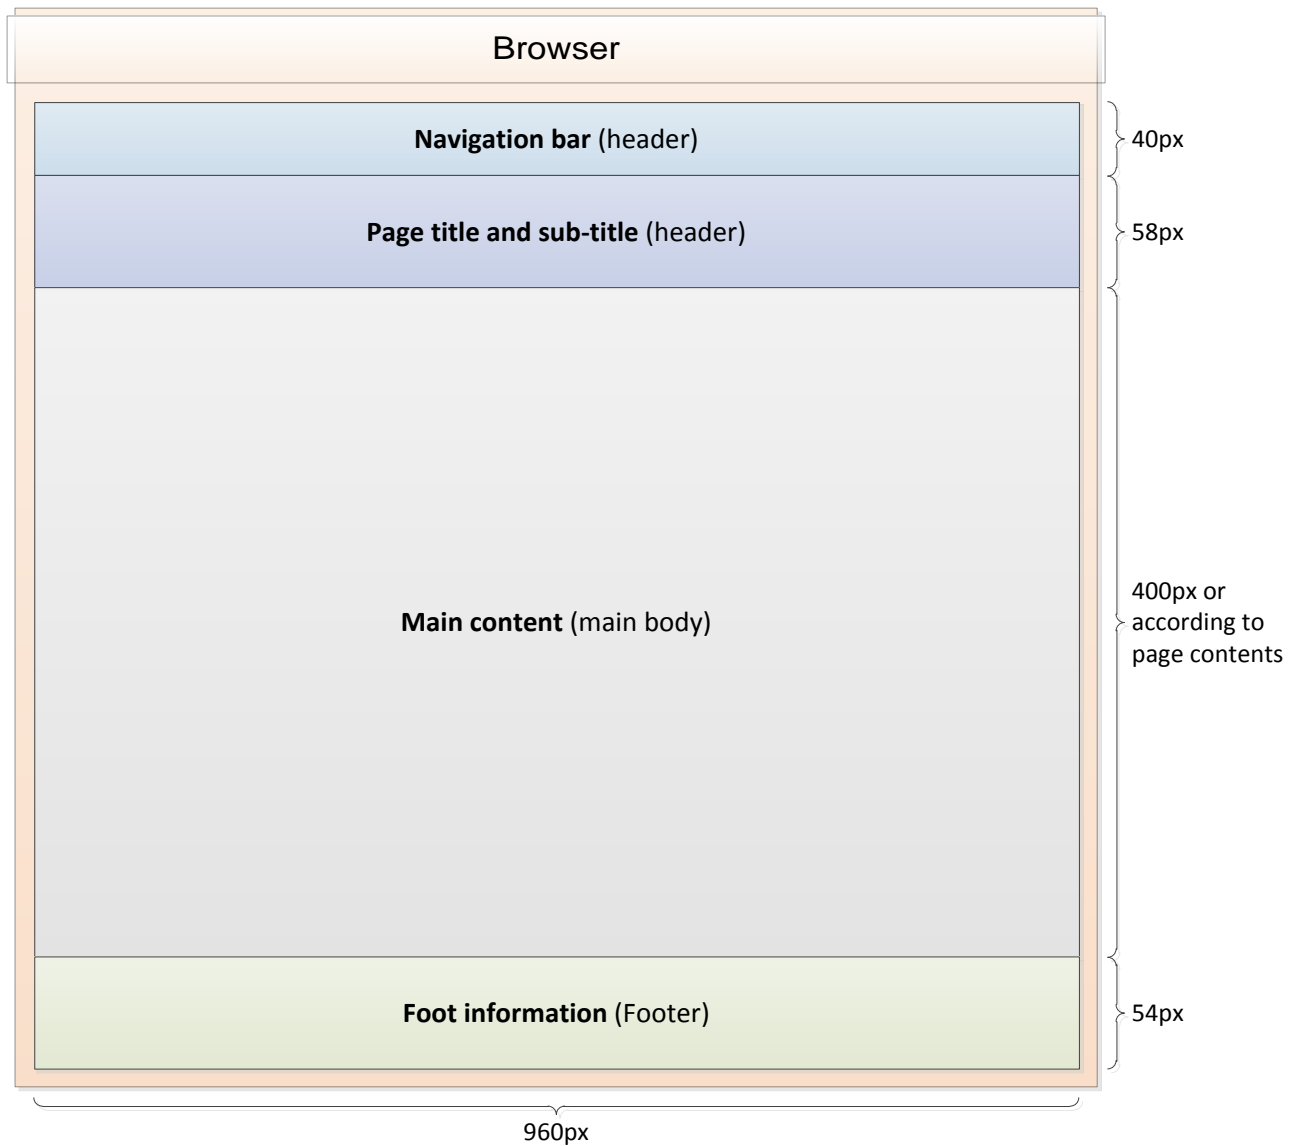 Browser
Navigation bar (header)
40px
Page title and sub-title (header)
58px
Main content (main body)
400px or
according to
page contents
Foot information (Footer)
54px
960px